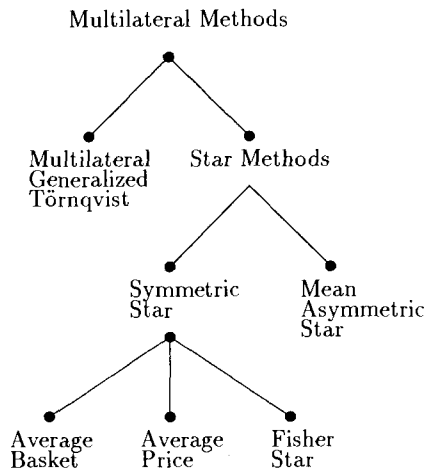 Multilateral Methods
Multilateral
Generalized
Törnqvist
Star Methods
Symmetric
Star
Mean
Asymmetric
Star
Average
Basket
Average
Price
Fisher
Star